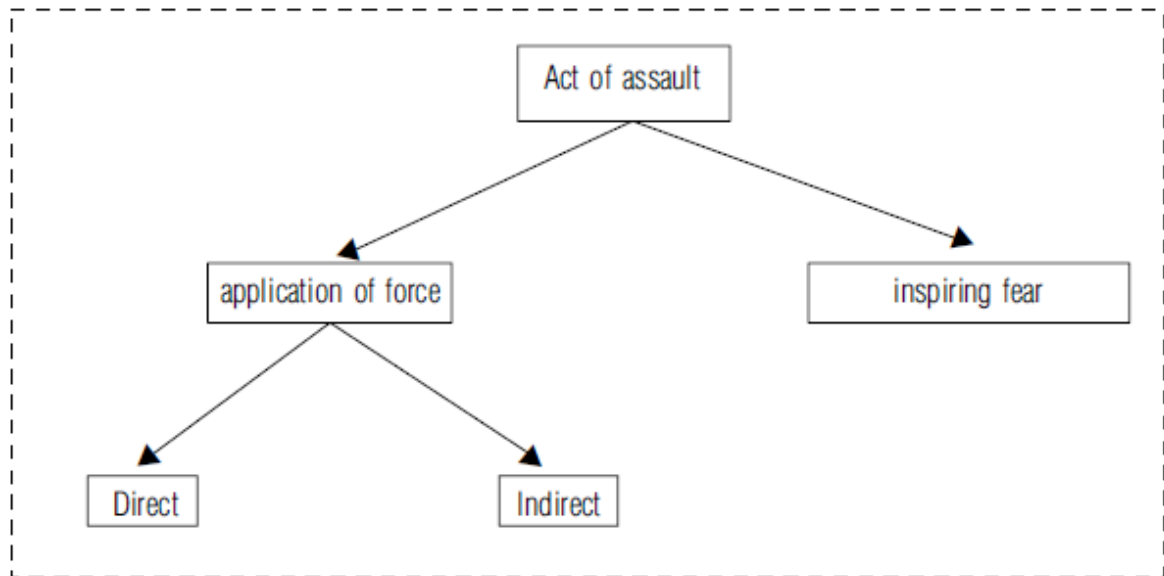 Act of assault
application of force
inspiring fear
Direct
Indirect